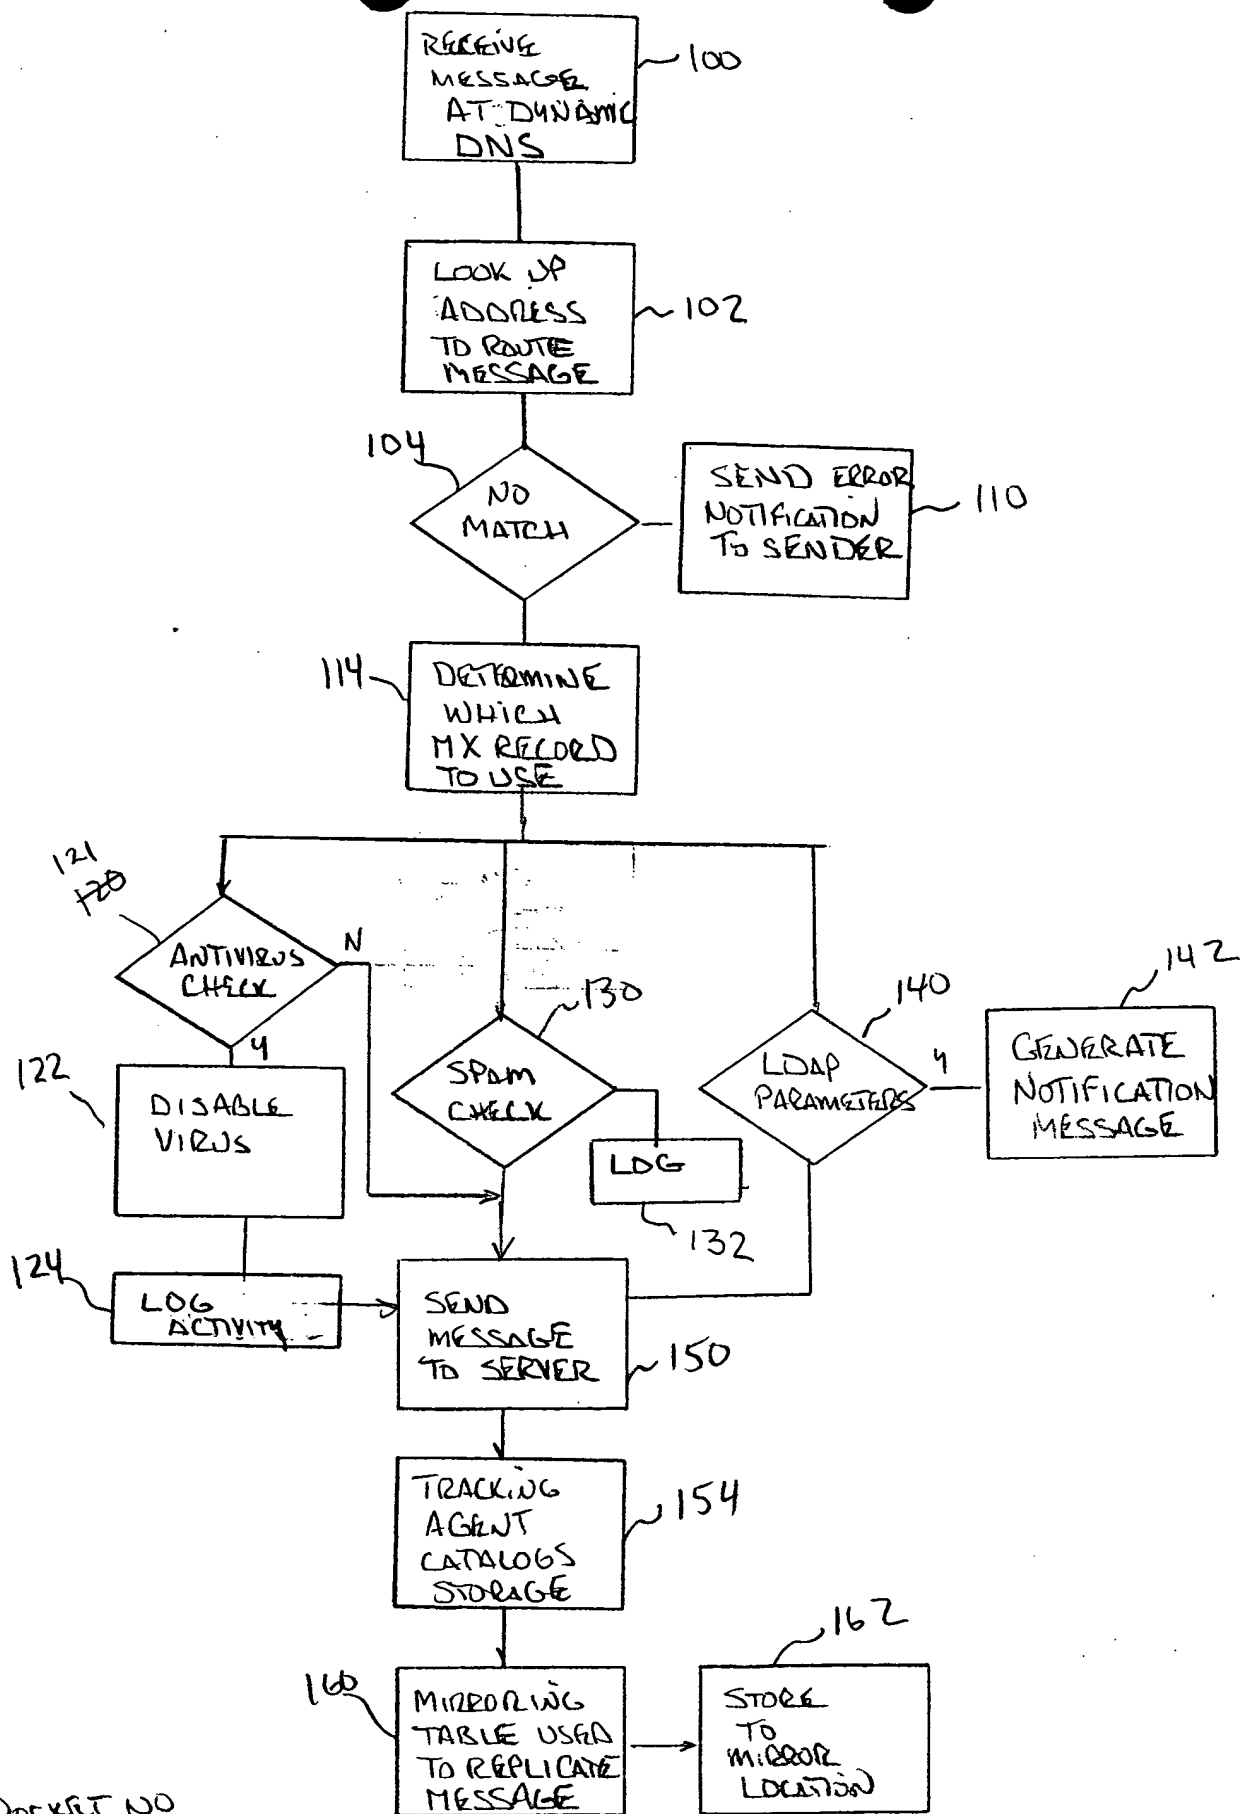 RECEIVE
MESSAGE
AT DYNAMIC
DNS
100
LOOK UP
ADDRESS
TO ROUTE
MESSAGE
102
104
NO
MATCH
SEND ERROR
NOTIFICATION
TO SENDER
110
114
DETERMINE
WHICH
MX RECORD
TO USE
121
120
ANTIVIRUS
CHECK
N
Y
130
SPAM
CHECK
140
LDAP
PARAMETERS
Y
142
GENERATE
NOTIFICATION
MESSAGE
122
DISABLE
VIRUS
LOG
132
124
LOG
ACTIVITY
SEND
MESSAGE
TO SERVER
150
TRACKING
AGENT
CATALOGS
STORAGE
154
160
MIRRORING
TABLE USED
TO REPLICATE
MESSAGE
162
STORE
TO
MIRROR
LOCATION
DOCKET NO